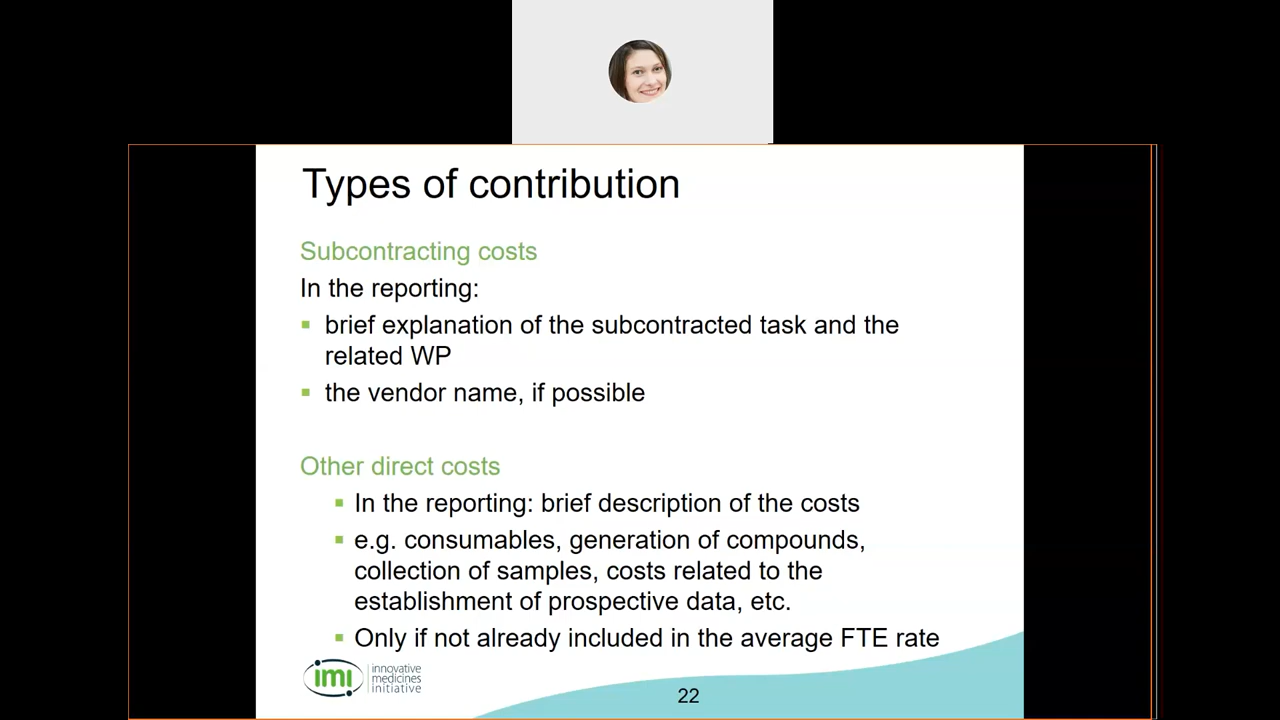 Types of contribution
Subcontracting costs
In the reporting:
brief explanation of the subcontracted task and the
related WP
the vendor name, if possible
Other direct costs
In the reporting: brief description of the costs
e.g. consumables, generation of compounds,
collection of samples, costs related to the
establishment of prospective data, etc.
Only if not already included in the average FTE rate
imi
innovative
medicines
initiative
22